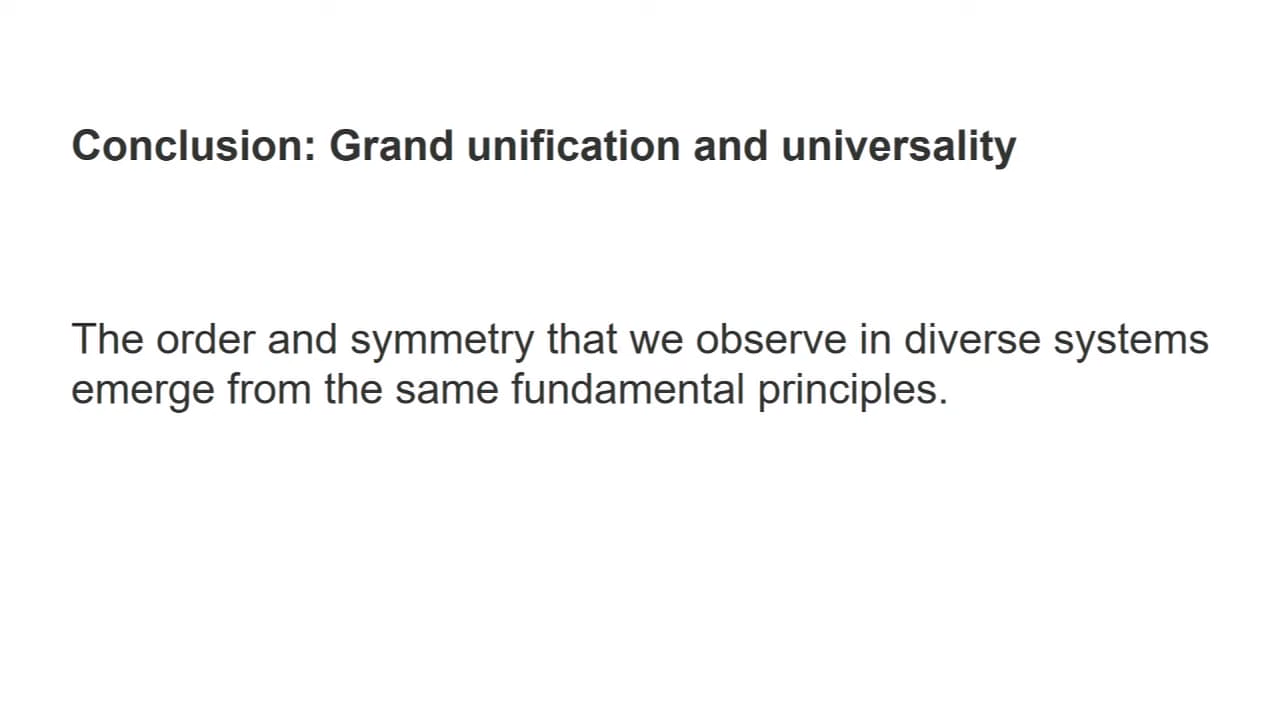 Conclusion: Grand unification and universality
The order and symmetry that we observe in diverse systems
emerge from the same fundamental principles.